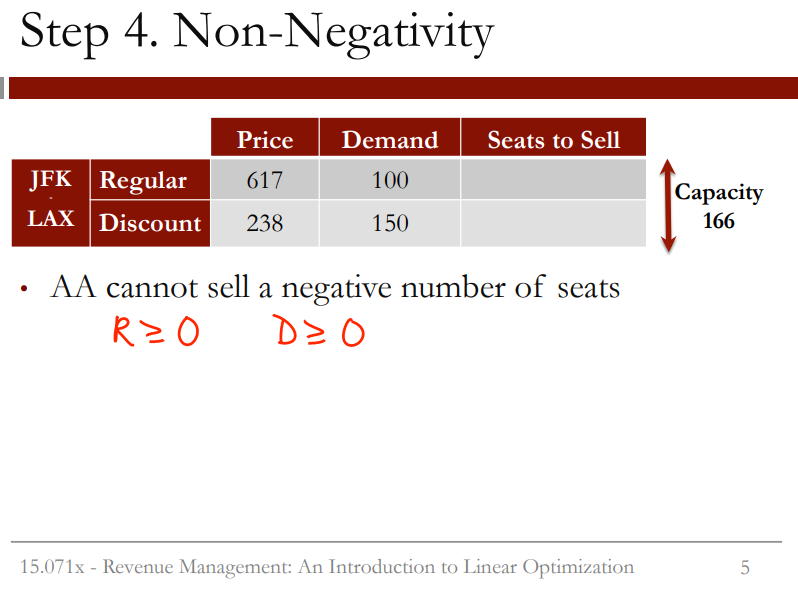 Step 4. Non-Negativity
Price Demand Seats to Sell
JFK Regular 617 100
- LAX Discount 238 150
Capacity
166
• AA cannot sell a negative number of seats
R ≥ 0 D ≥ 0
15.071x - Revenue Management: An Introduction to Linear Optimization 5